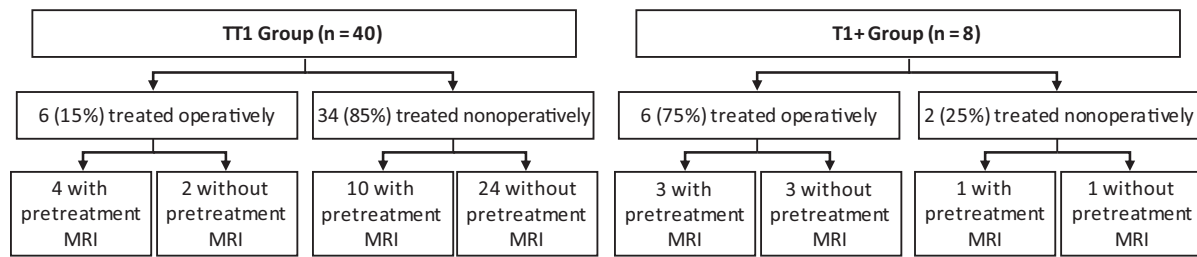 TT1 Group (n = 40)
T1+ Group (n = 8)
6 (15%) treated operatively
34 (85%) treated nonoperatively
6 (75%) treated operatively
2 (25%) treated nonoperatively
4 with
pretreatment
MRI
2 without
pretreatment
MRI
10 with
pretreatment
MRI
24 without
pretreatment
MRI
3 with
pretreatment
MRI
3 without
pretreatment
MRI
1 with
pretreatment
MRI
1 without
pretreatment
MRI